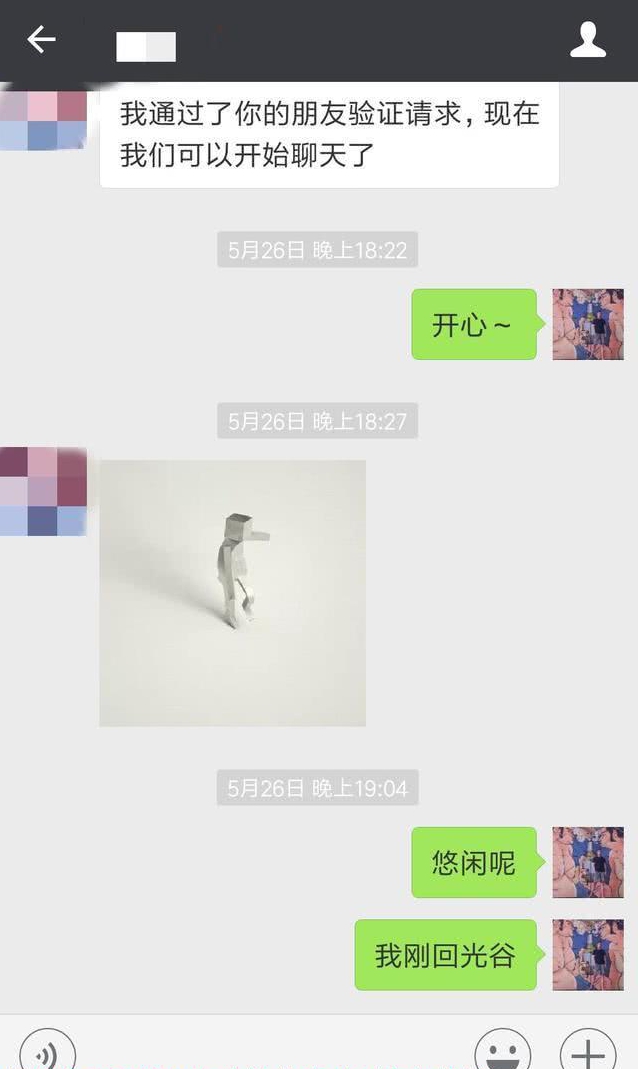 我通过了你的朋友验证请求，现在
我们可以开始聊天了
5月26日 晚上18:22
开心～
5月26日 晚上18:27
5月26日 晚上19:04
悠闲呢
我刚回光谷